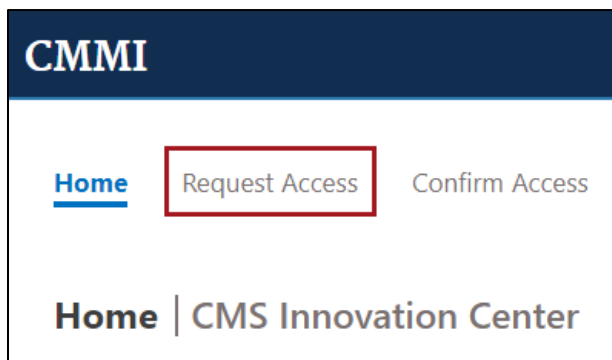 CMMI
Home Request Access Confirm Access
Home | CMS Innovation Center